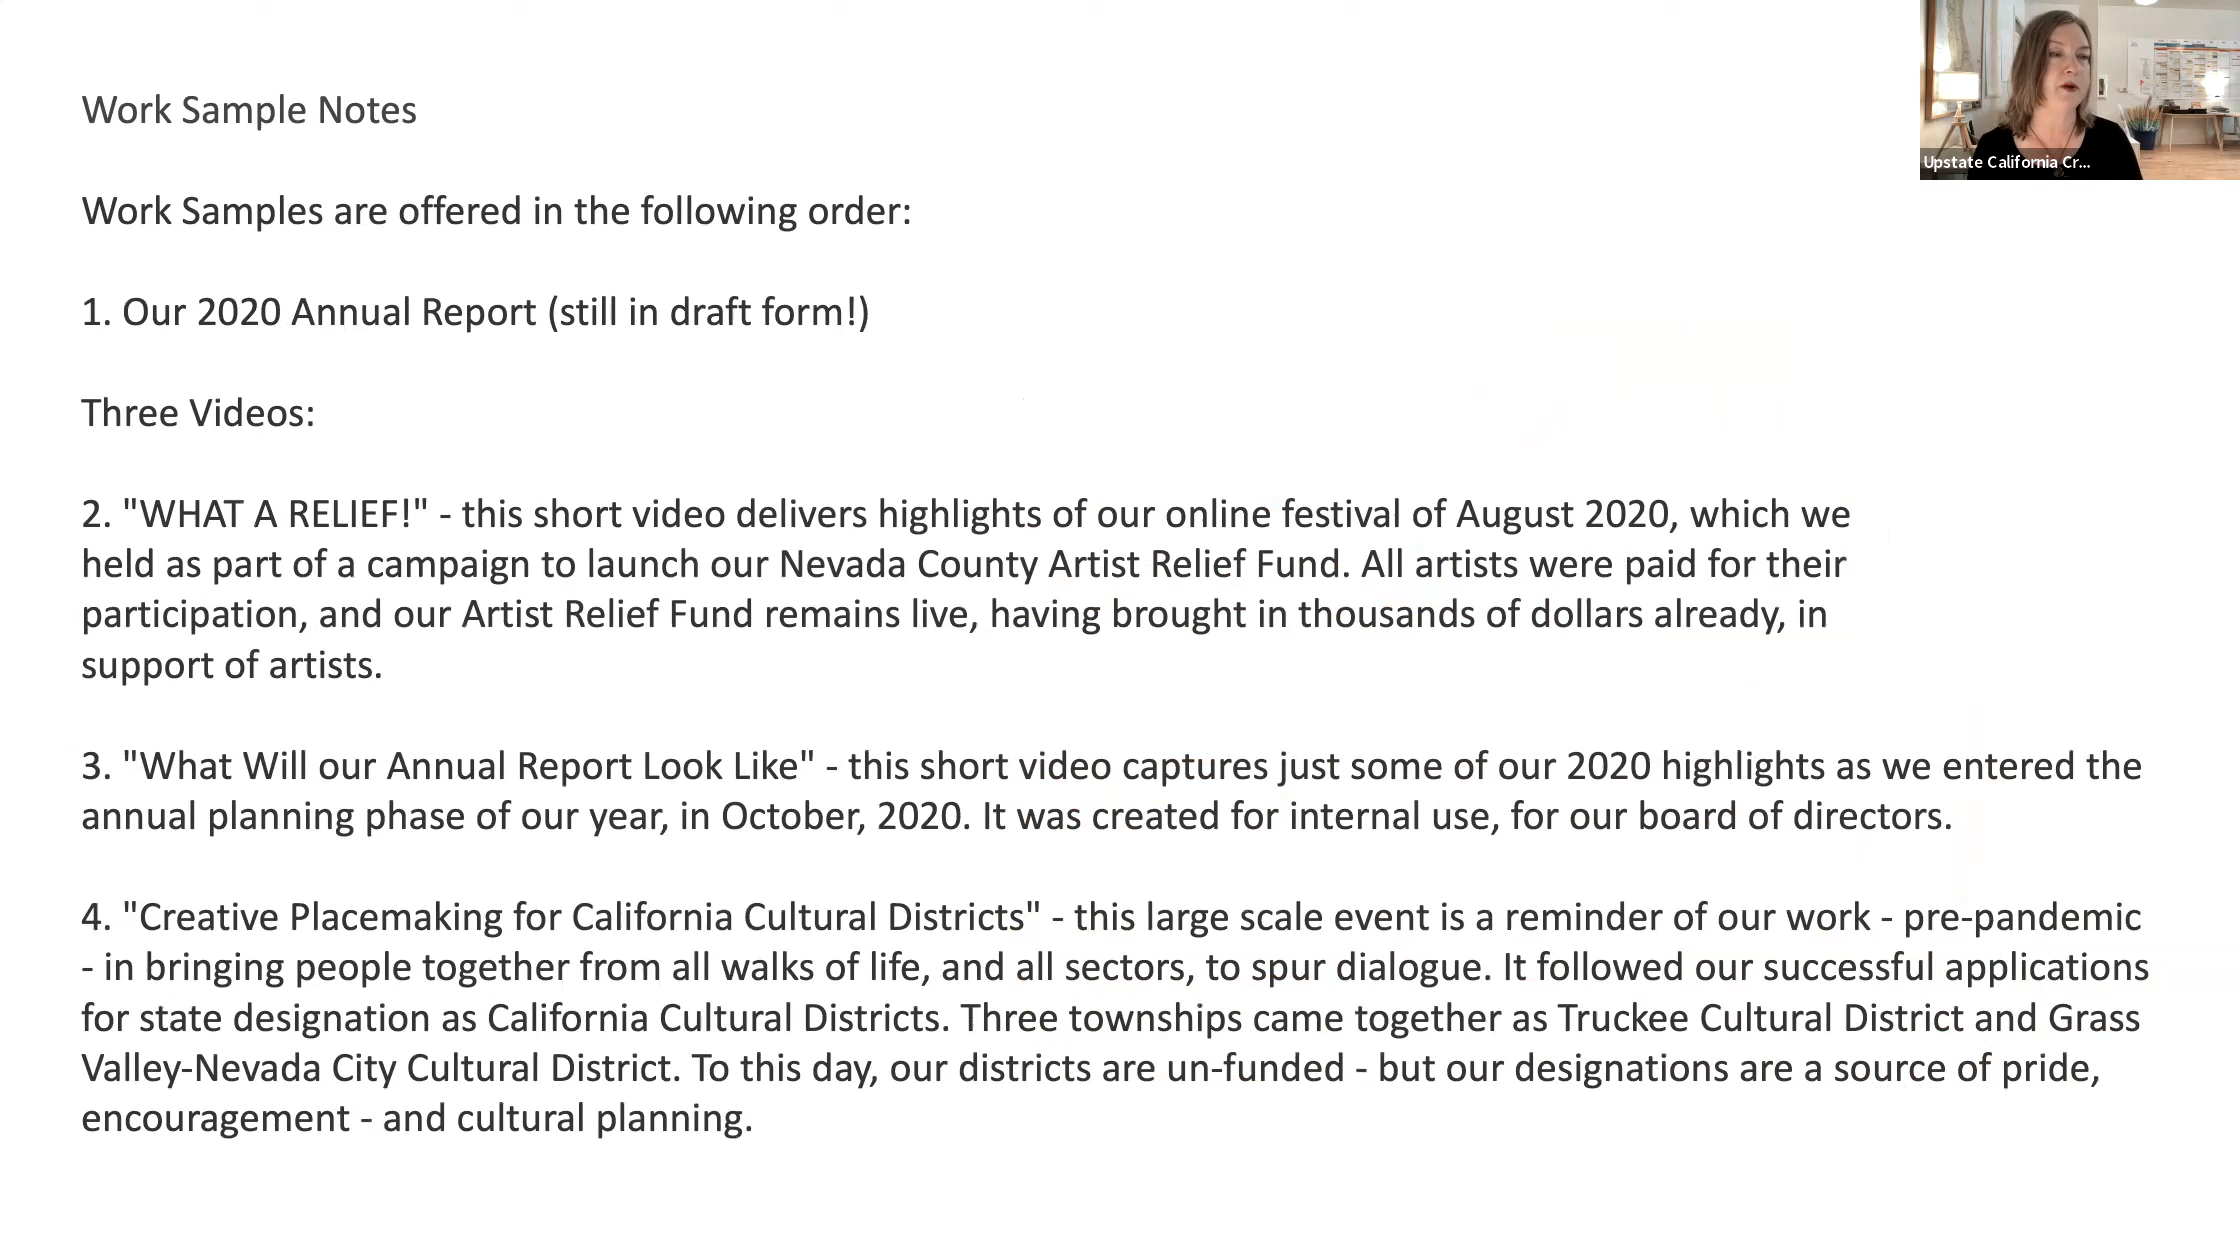 Work Sample Notes
Work Samples are offered in the following order:
1. Our 2020 Annual Report (still in draft form!)
Three Videos:
2. "WHAT A RELIEF!" - this short video delivers highlights of our online festival of August 2020, which we
held as part of a campaign to launch our Nevada County Artist Relief Fund. All artists were paid for their
participation, and our Artist Relief Fund remains live, having brought in thousands of dollars already, in
support of artists.
3. "What Will our Annual Report Look Like" - this short video captures just some of our 2020 highlights as we entered the
annual planning phase of our year, in October, 2020. It was created for internal use, for our board of directors.
4. "Creative Placemaking for California Cultural Districts" - this large scale event is a reminder of our work - pre-pandemic
- in bringing people together from all walks of life, and all sectors, to spur dialogue. It followed our successful applications
for state designation as California Cultural Districts. Three townships came together as Truckee Cultural District and Grass
Valley-Nevada City Cultural District. To this day, our districts are un-funded - but our designations are a source of pride,
encouragement - and cultural planning.
Upstate California Cr...